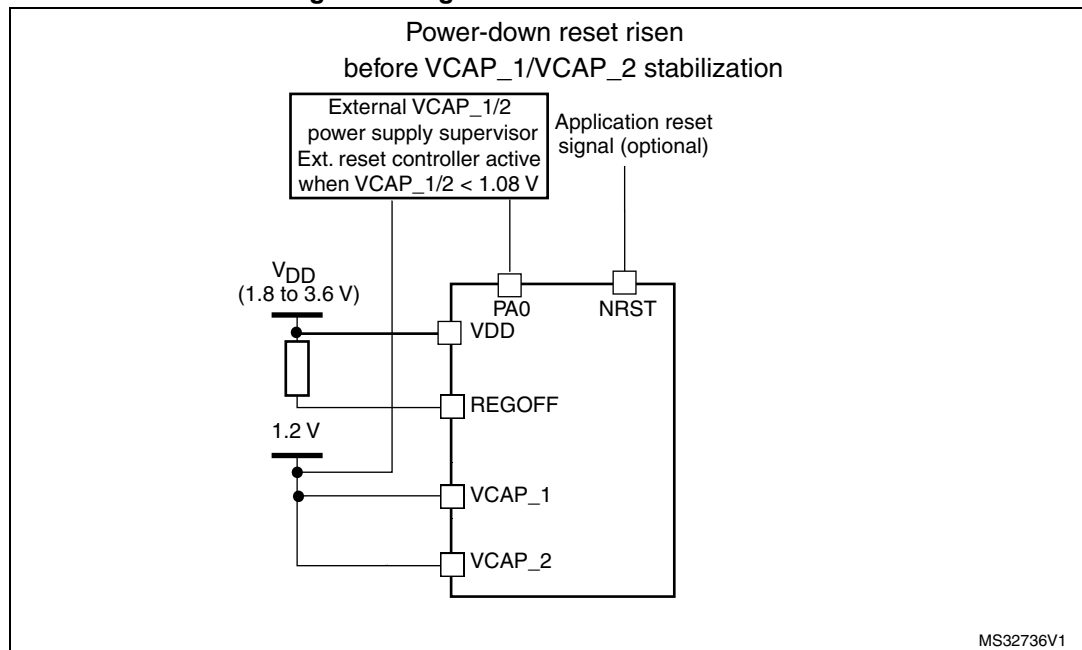 Power-down reset risen
before VCAP_1/VCAP_2 stabilization
External VCAP_1/2
power supply supervisor
Ext. reset controller active
when VCAP_1/2 < 1.08 V
Application reset
signal (optional)
VDD
(1.8 to 3.6 V)
PA0
NRST
VDD
REGOFF
1.2 V
VCAP_1
VCAP_2
MS32736V1